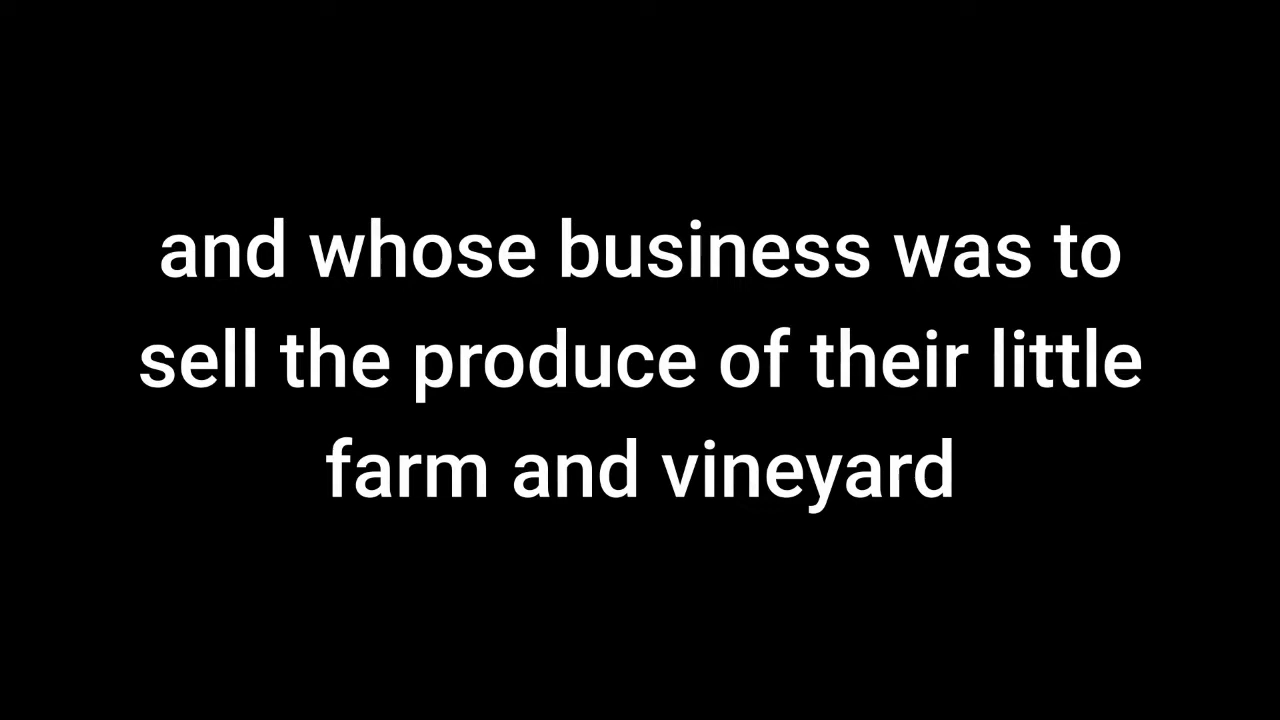 and whose business was to
sell the produce of their little
farm and vineyard